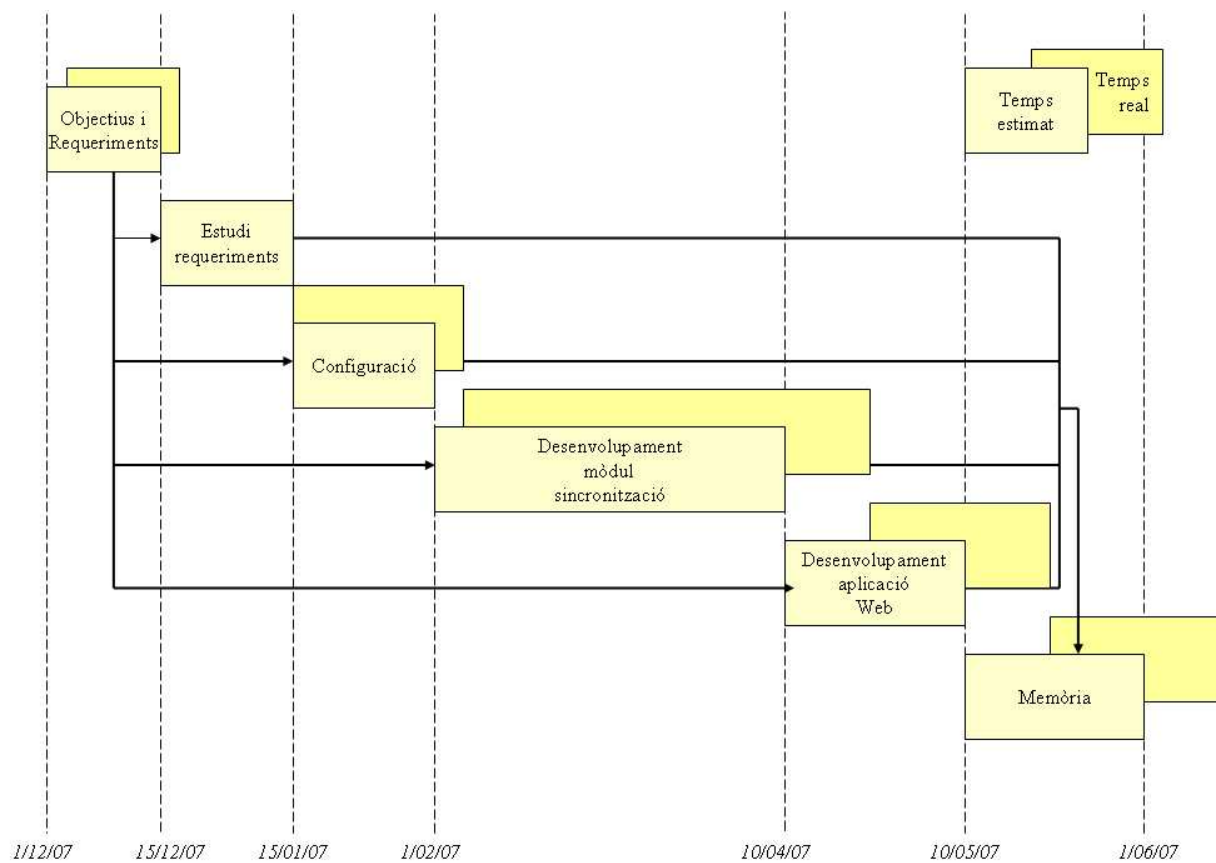 Objectius i
Requeriments
Temps
estimat
Temps
real
Estudi
requeriments
Configuració
Desenvolupament
mòdul
sincronització
Desenvolupament
aplicació
Web
Memòria
1/12/07
15/12/07
15/01/07
1/02/07
10/04/07
10/05/07
1/06/07